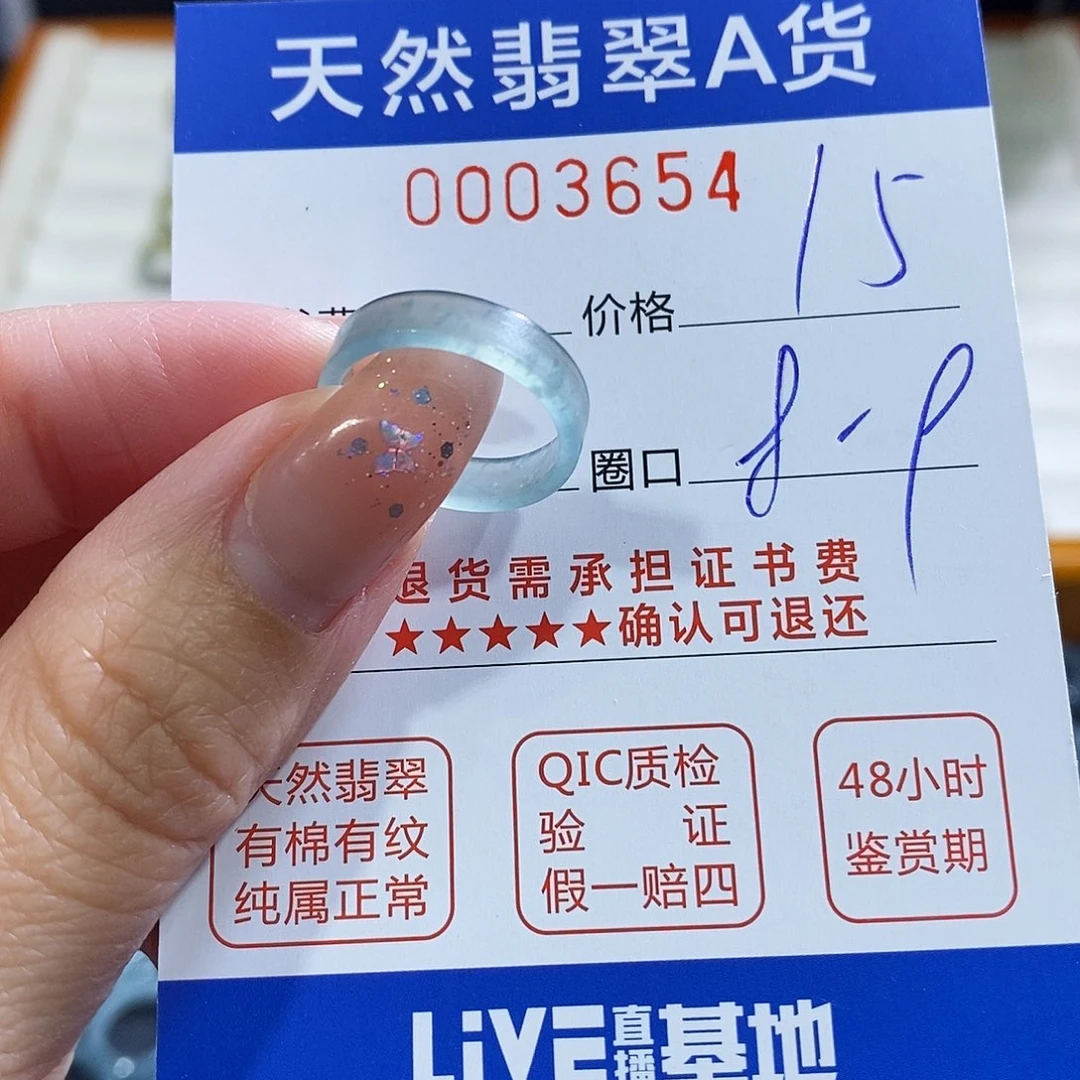 天然翡翠A货
0003654
价格 15
圈口 8-9
退货需承担证书费
★★★★★确认可退还
天然翡翠
有棉有纹
纯属正常
QIC质检
验 证
假一赔四
48小时
鉴赏期
LiVE直播基地